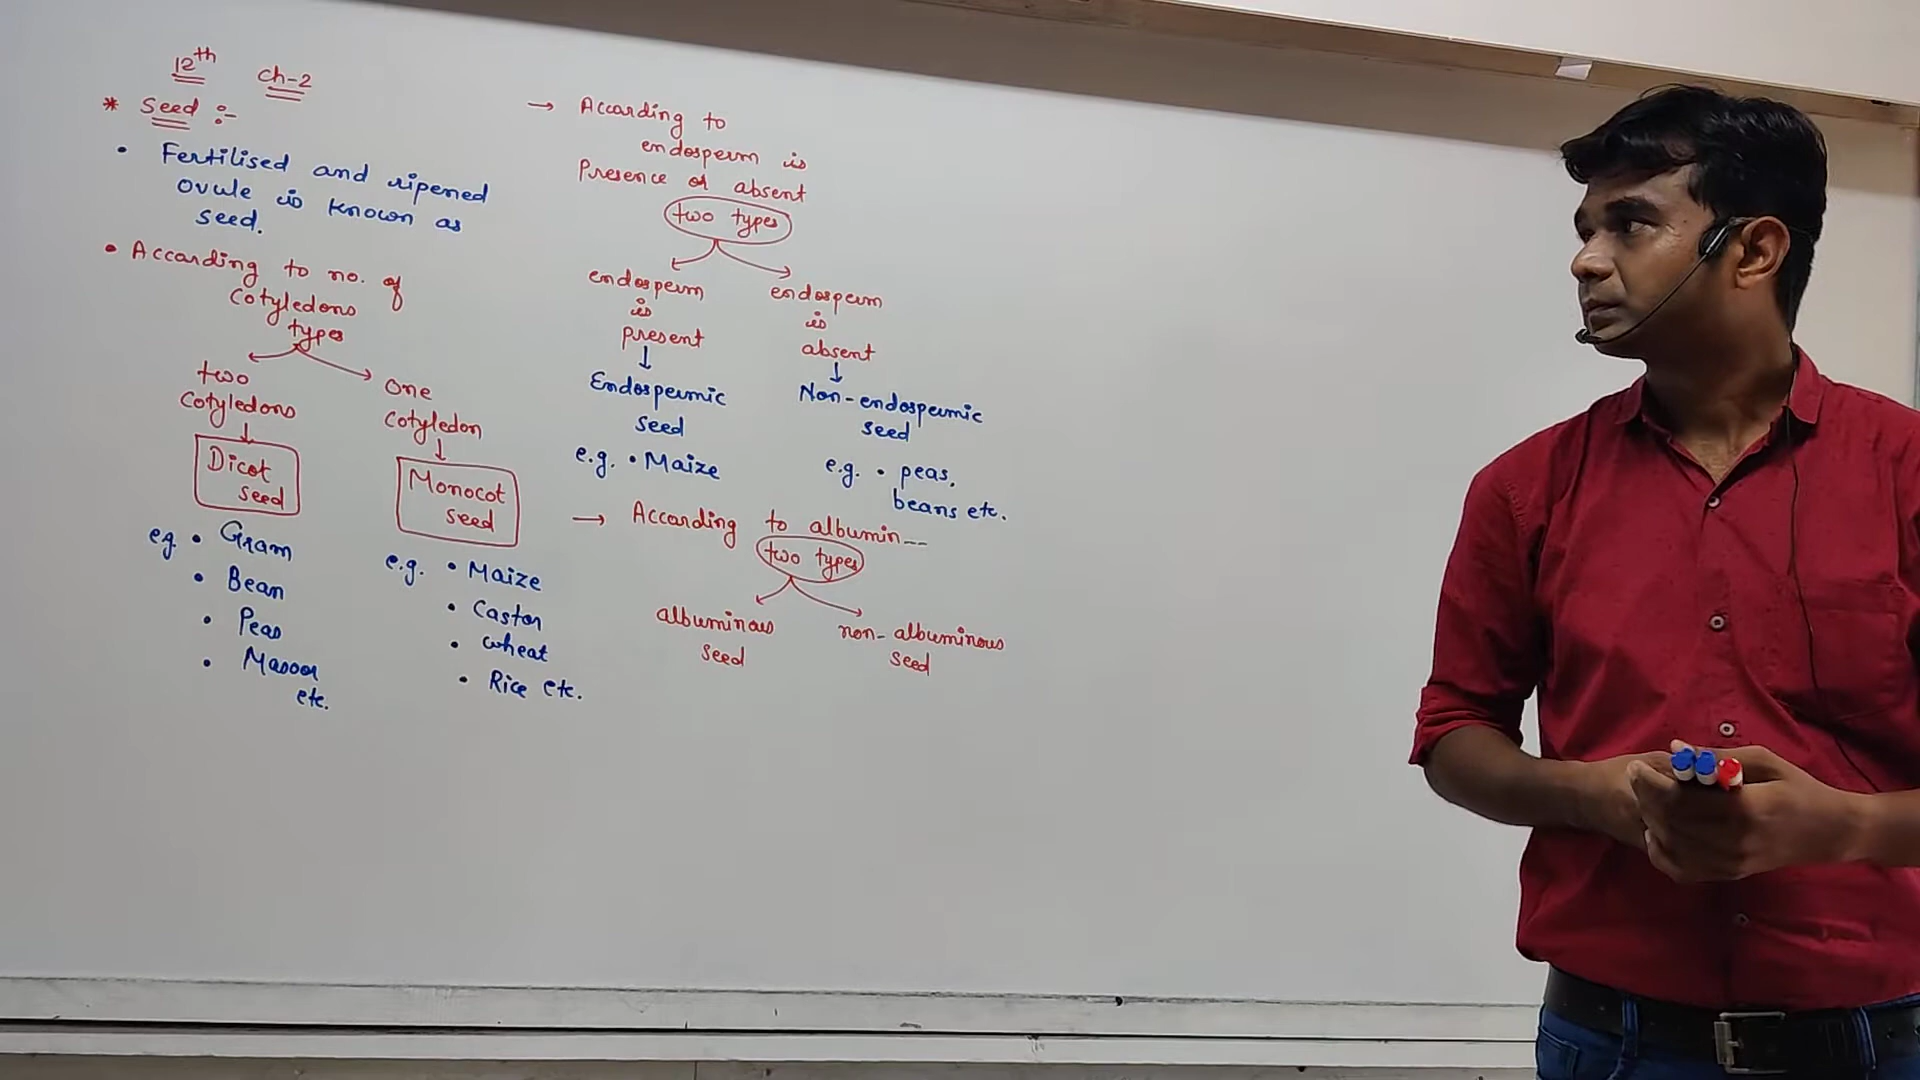 12th ch-2
* Seed :-
• Fertilised and ripened
ovule is known as
seed.
• According to no. of
cotyledons
types
two
cotyledons
↓
Dicot
seed
eg. • Gram
• Bean
• Peas
• Masoor
etc.
one
cotyledon
↓
Monocot
seed
e.g. • Maize
• Castor
• wheat
• Rice etc.
→ According to
endosperm is
Presence or absent
two types
endosperm
is
present
↓
Endospermic
seed
e.g. • Maize
endosperm
is
absent
↓
Non-endospermic
seed
e.g. • peas,
beans etc.
→ According to albumin--
two types
albuminous
seed
non-albuminous
seed